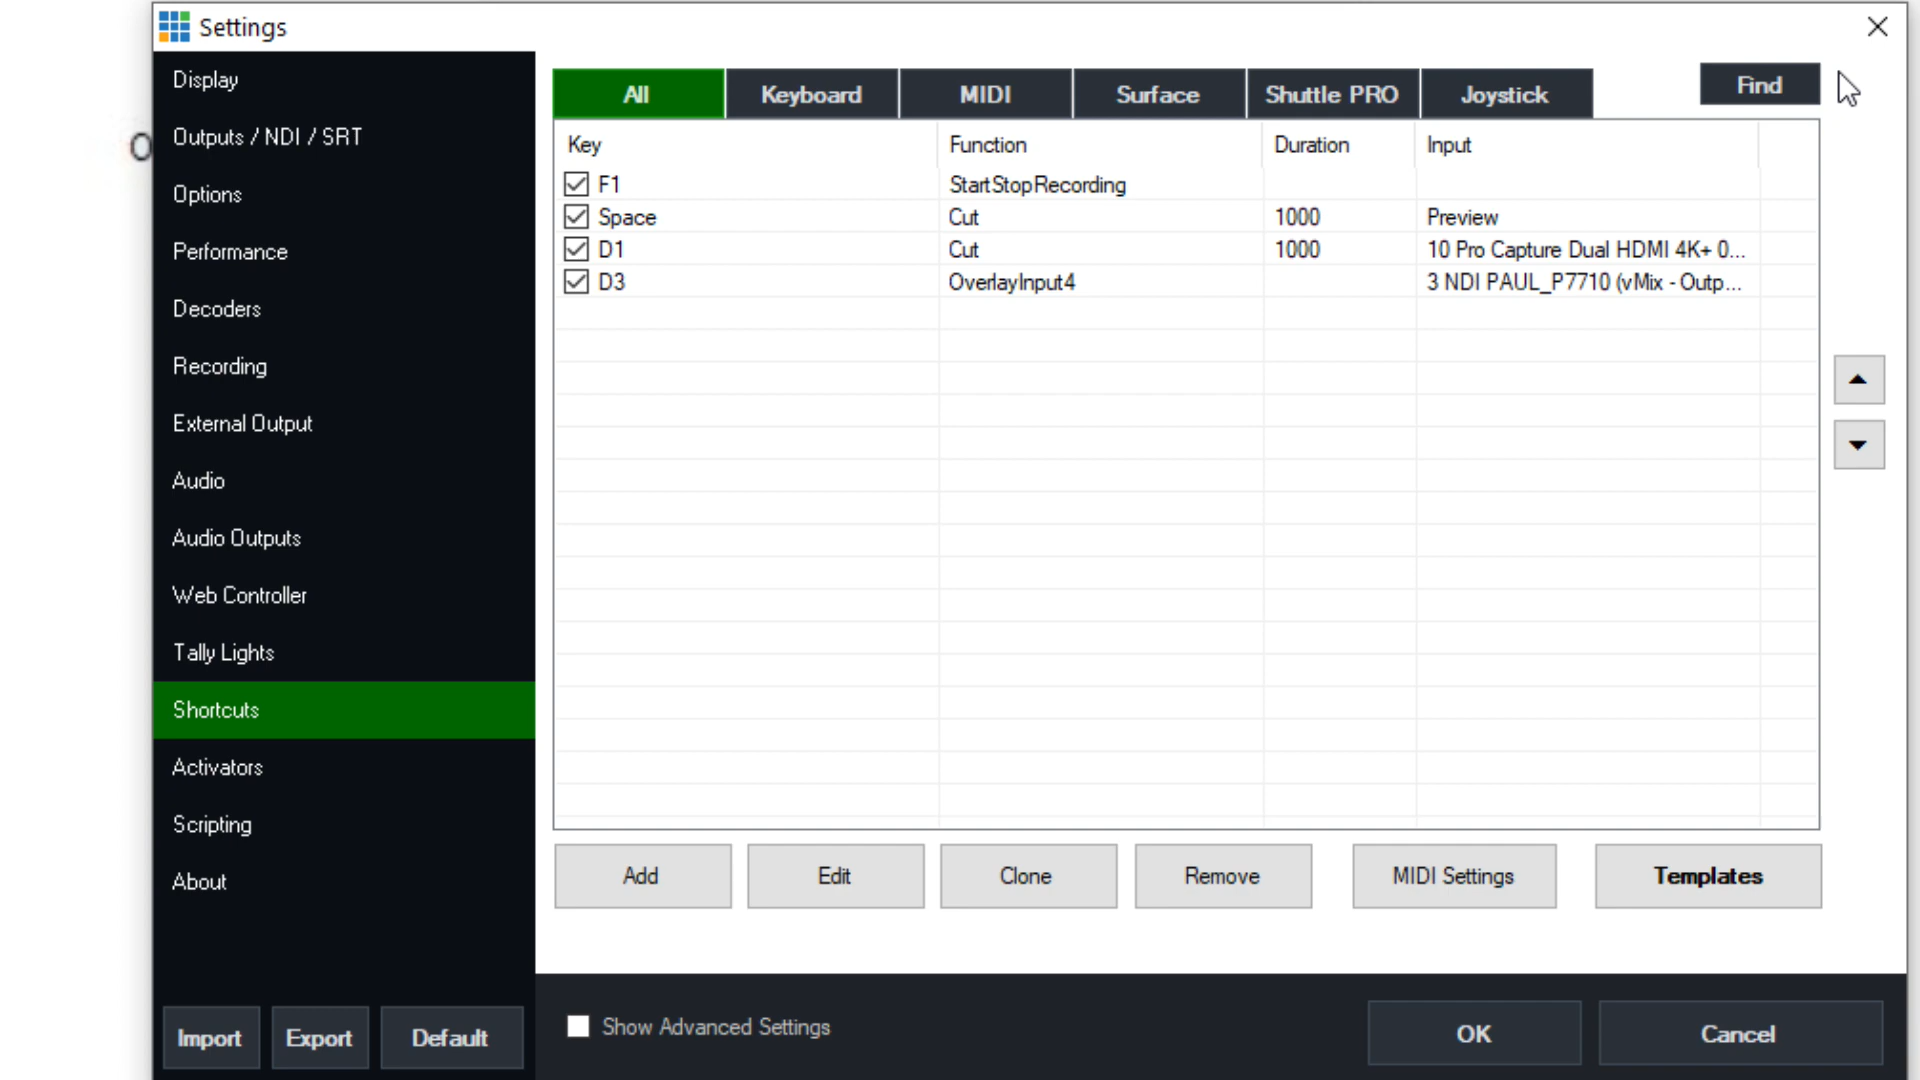 Settings
Display
Outputs / NDI / SRT
Options
Performance
Decoders
Recording
External Output
Audio
Audio Outputs
Web Controller
Tally Lights
Shortcuts
Activators
Scripting
About
Import Export Default
All Keyboard MIDI Surface Shuttle PRO Joystick Find
Key Function Duration Input
F1 StartStopRecording
Space Cut 1000 Preview
D1 Cut 1000 10 Pro Capture Dual HDMI 4K+ 0...
D3 OverlayInput4 3 NDI PAUL_P7710 (vMix - Outp...
Add Edit Clone Remove MIDI Settings Templates
Show Advanced Settings OK Cancel